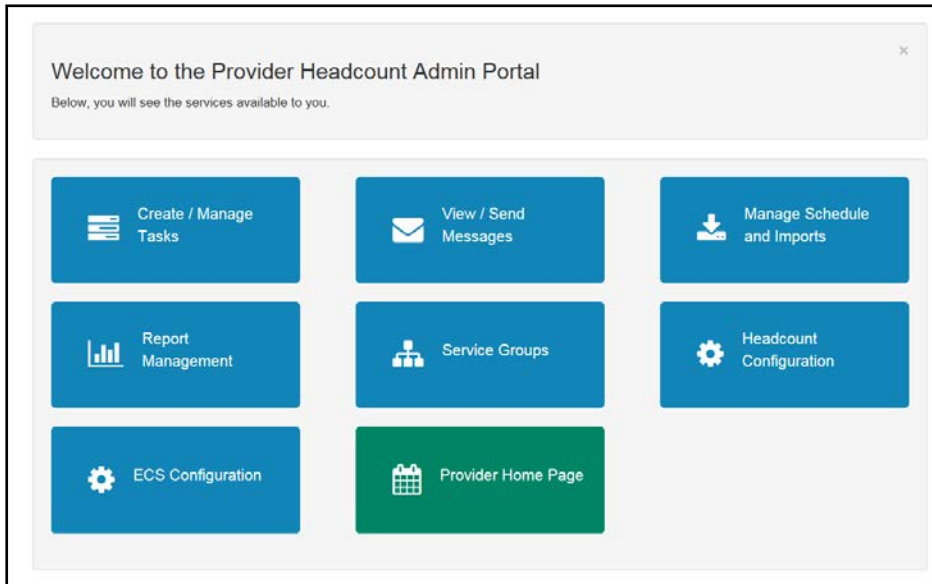 Welcome to the Provider Headcount Admin Portal
×
Below, you will see the services available to you.
Create / Manage
Tasks
View / Send
Messages
Manage Schedule
and Imports
Report
Management
Service Groups
Headcount
Configuration
ECS Configuration
Provider Home Page